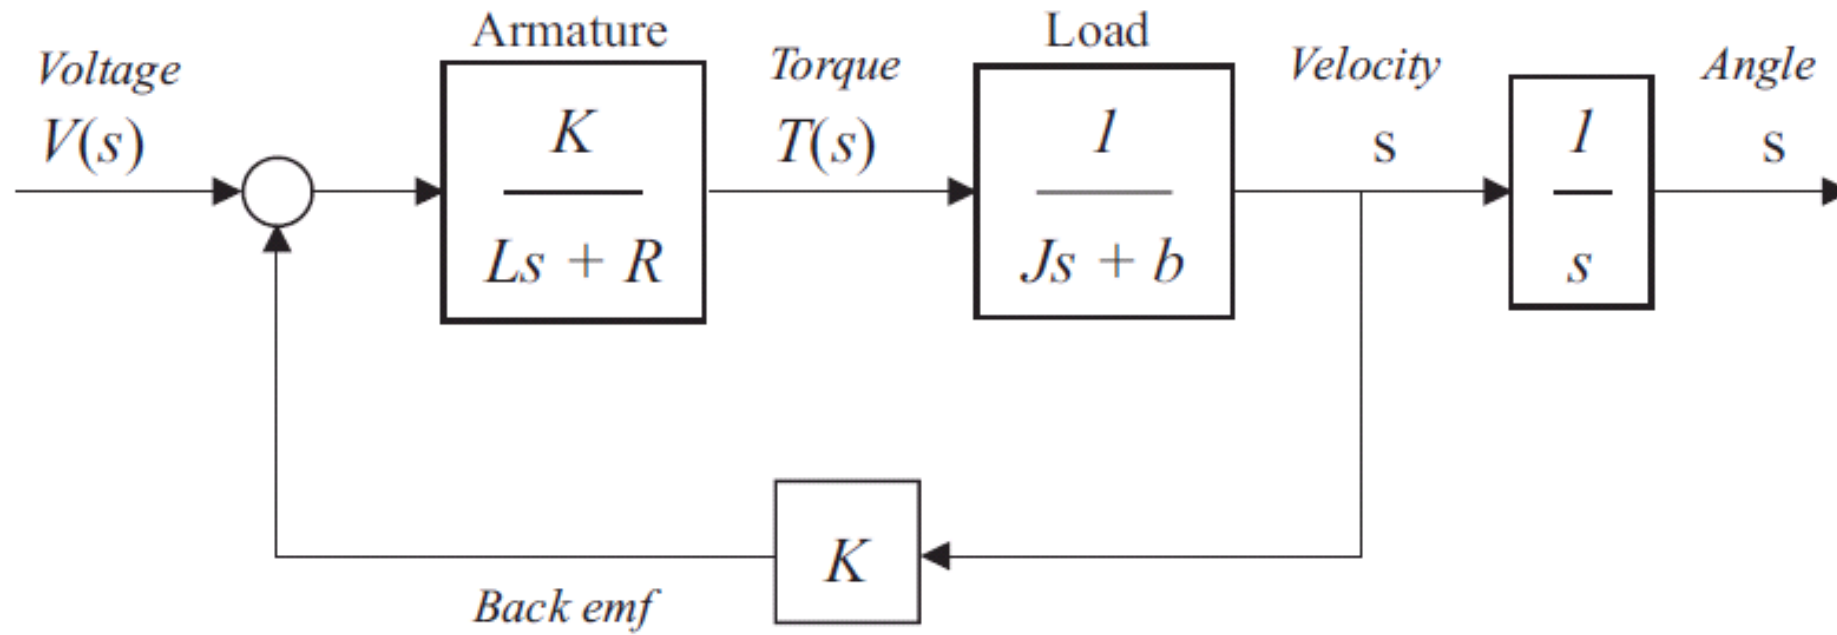 Armature
Load
Voltage
Torque
Velocity
Angle
V(s)
K
Ls + R
T(s)
1
Js + b
s
1
s
s
K
Back emf